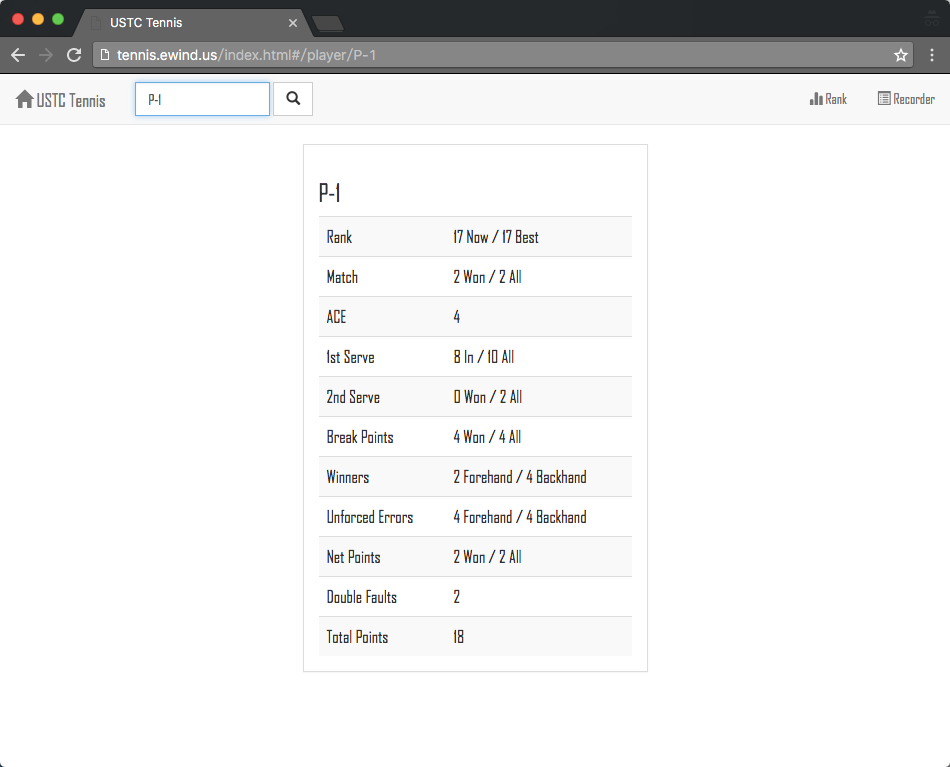 USTC Tennis
tennis.ewind.us/index.html#/player/P-1
USTC Tennis P-1 Rank Recorder
P-1
Rank 17 Now / 17 Best
Match 2 Won / 2 All
ACE 4
1st Serve 8 In / 10 All
2nd Serve 0 Won / 2 All
Break Points 4 Won / 4 All
Winners 2 Forehand / 4 Backhand
Unforced Errors 4 Forehand / 4 Backhand
Net Points 2 Won / 2 All
Double Faults 2
Total Points 18